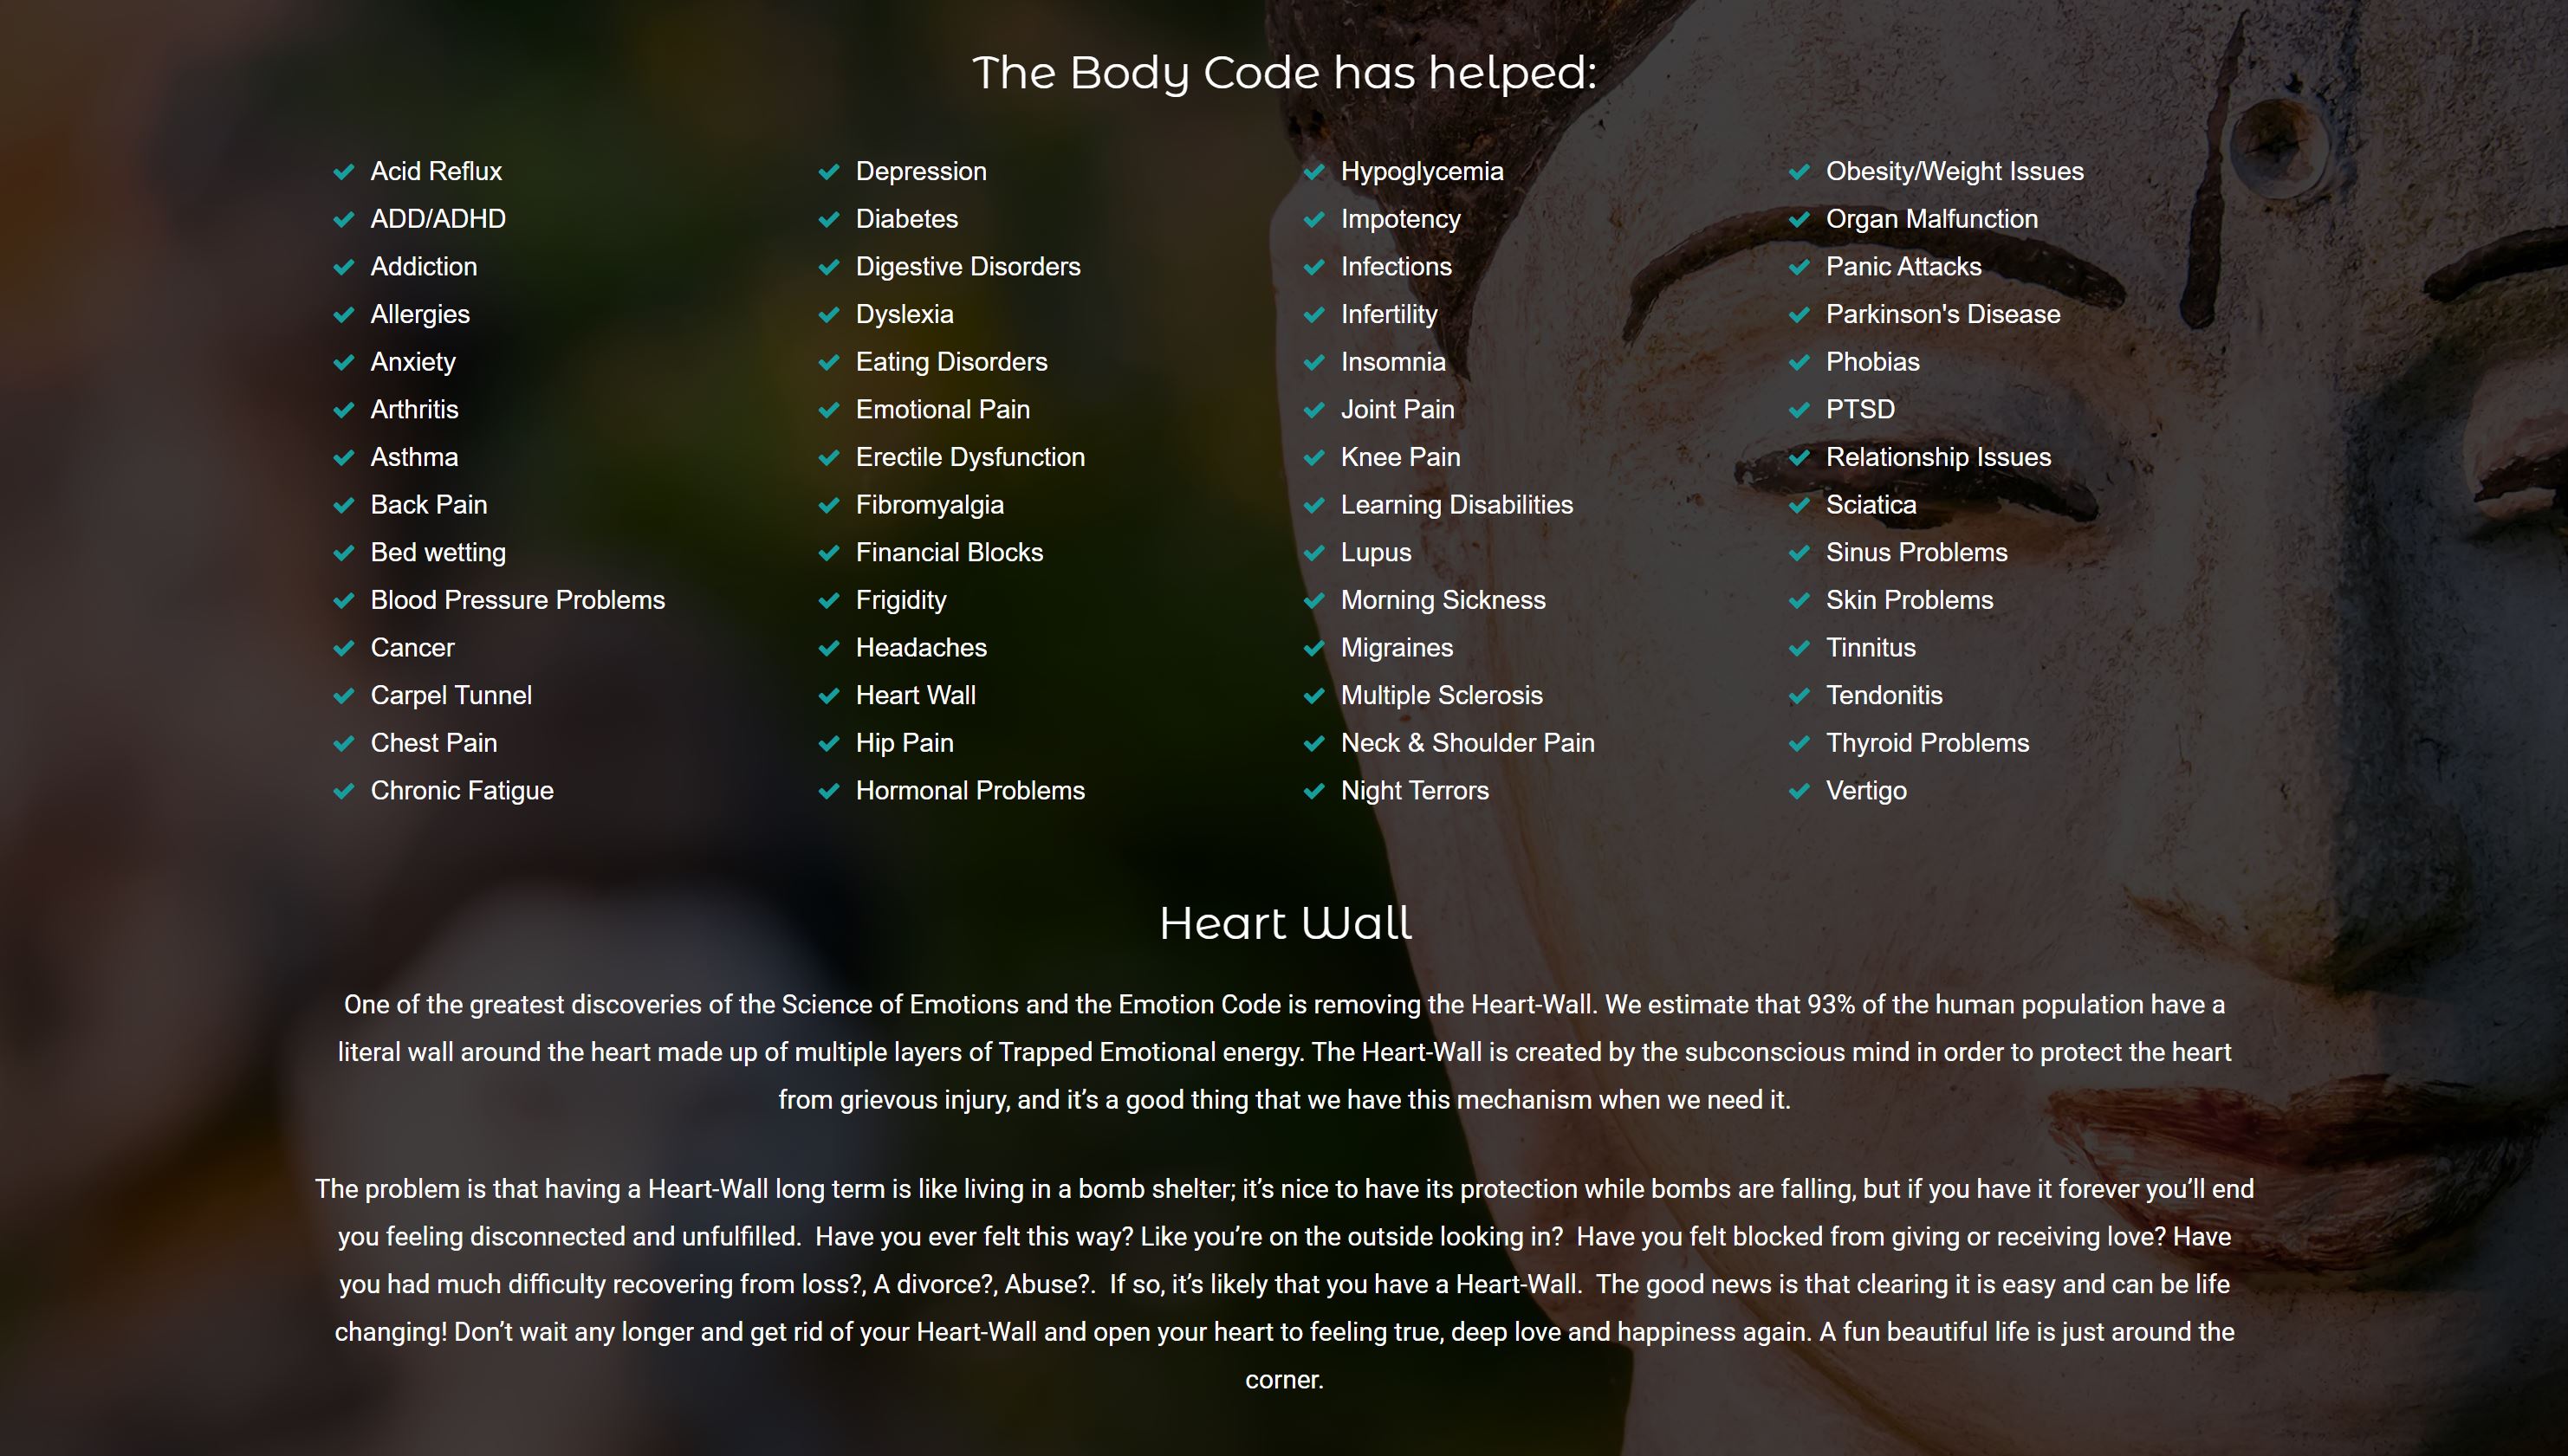 The Body Code has helped:
Acid Reflux
ADD/ADHD
Addiction
Allergies
Anxiety
Arthritis
Asthma
Back Pain
Bed wetting
Blood Pressure Problems
Cancer
Carpel Tunnel
Chest Pain
Chronic Fatigue
Depression
Diabetes
Digestive Disorders
Dyslexia
Eating Disorders
Emotional Pain
Erectile Dysfunction
Fibromyalgia
Financial Blocks
Frigidity
Headaches
Heart Wall
Hip Pain
Hormonal Problems
Hypoglycemia
Impotency
Infections
Infertility
Insomnia
Joint Pain
Knee Pain
Learning Disabilities
Lupus
Morning Sickness
Migraines
Multiple Sclerosis
Neck & Shoulder Pain
Night Terrors
Obesity/Weight Issues
Organ Malfunction
Panic Attacks
Parkinson's Disease
Phobias
PTSD
Relationship Issues
Sciatica
Sinus Problems
Skin Problems
Tinnitus
Tendonitis
Thyroid Problems
Vertigo
Heart Wall
One of the greatest discoveries of the Science of Emotions and the Emotion Code is removing the Heart-Wall. We estimate that 93% of the human population have a
literal wall around the heart made up of multiple layers of Trapped Emotional energy. The Heart-Wall is created by the subconscious mind in order to protect the heart
from grievous injury, and it’s a good thing that we have this mechanism when we need it.
The problem is that having a Heart-Wall long term is like living in a bomb shelter; it’s nice to have its protection while bombs are falling, but if you have it forever you’ll end
you feeling disconnected and unfulfilled.  Have you ever felt this way? Like you’re on the outside looking in?  Have you felt blocked from giving or receiving love? Have
you had much difficulty recovering from loss?, A divorce?, Abuse?.  If so, it’s likely that you have a Heart-Wall.  The good news is that clearing it is easy and can be life
changing! Don’t wait any longer and get rid of your Heart-Wall and open your heart to feeling true, deep love and happiness again. A fun beautiful life is just around the
corner.